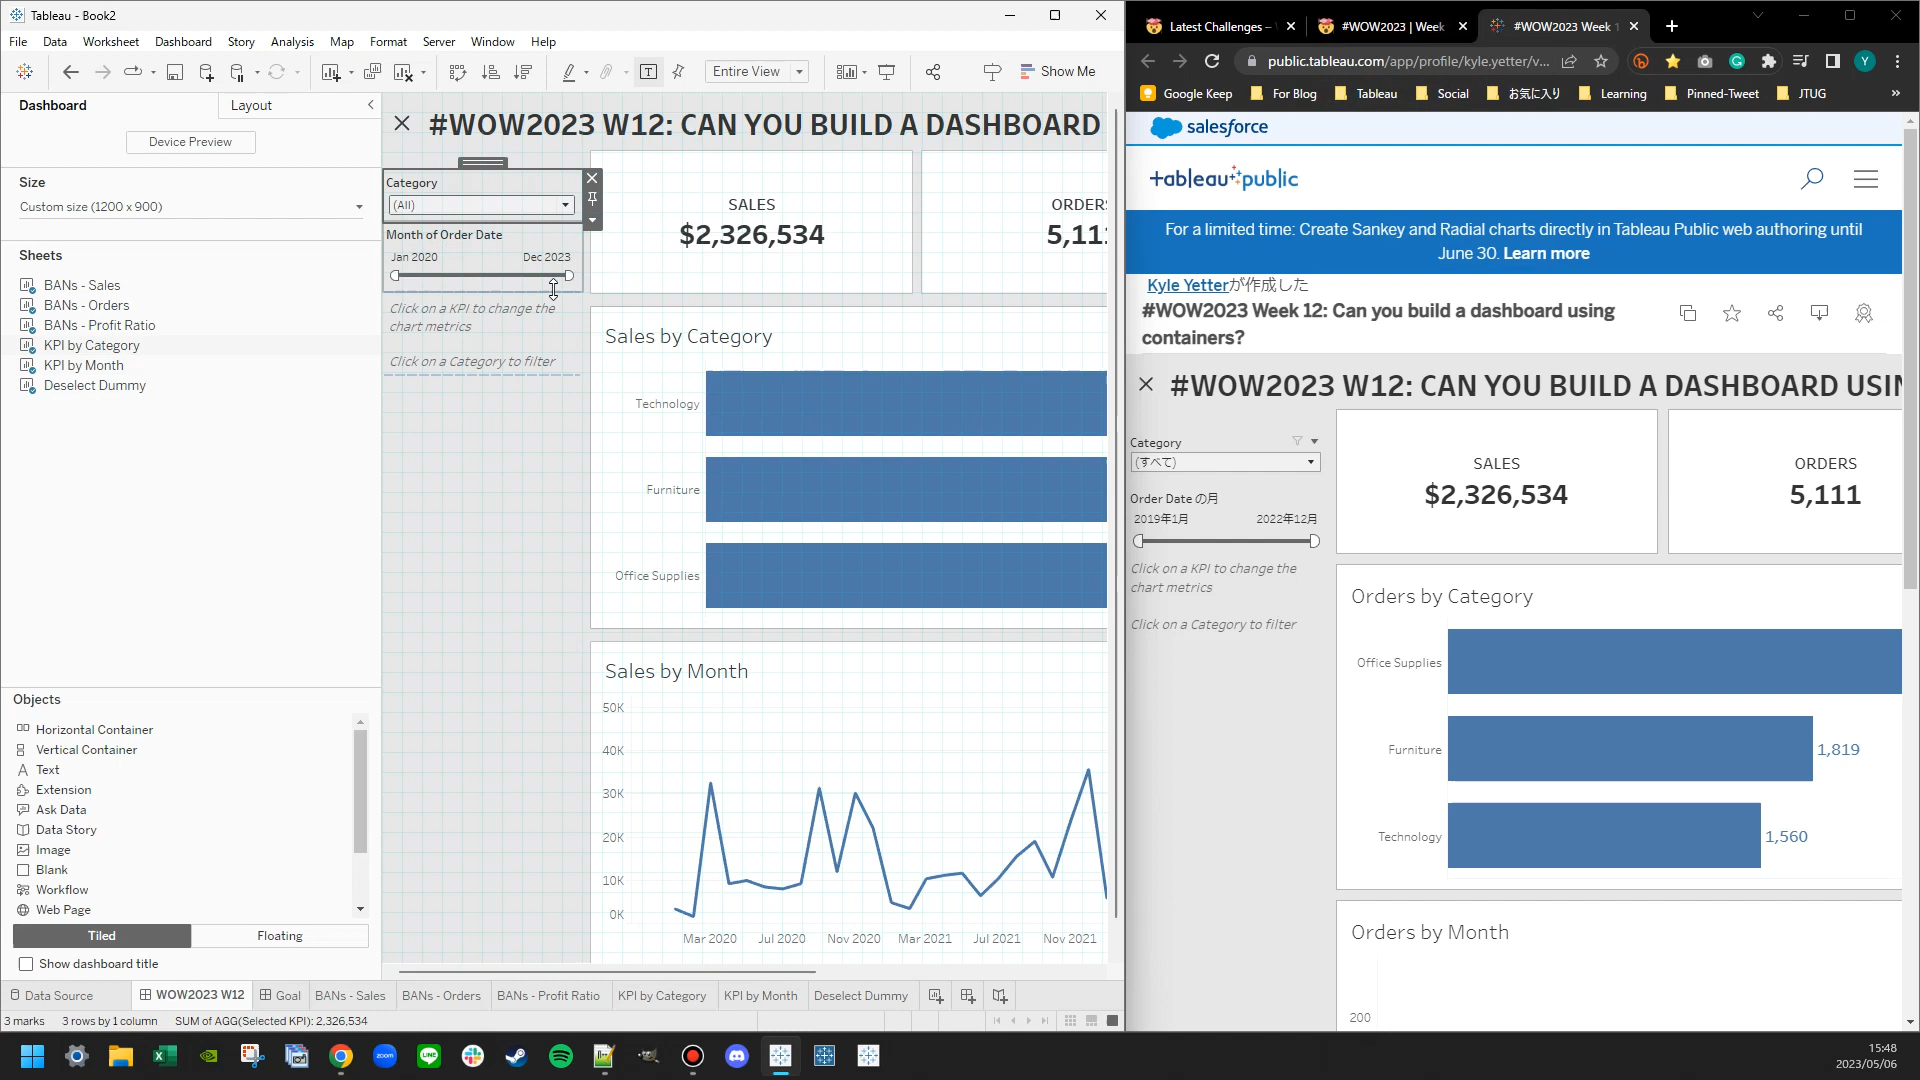 Tableau - Book2
File Data Worksheet Dashboard Story Analysis Map Format Server Window Help
Entire View
Show Me
Dashboard
Layout
Device Preview
Size
Custom size (1200 x 900)
Sheets
BANs - Sales
BANs - Orders
BANs - Profit Ratio
KPI by Category
KPI by Month
Deselect Dummy
Objects
Horizontal Container
Vertical Container
Text
Extension
Ask Data
Data Story
Image
Blank
Workflow
Web Page
Tiled
Floating
Show dashboard title
#WOW2023 W12: CAN YOU BUILD A DASHBOARD
Category
(All)
Month of Order Date
Jan 2020
Dec 2023
Click on a KPI to change the
chart metrics
Click on a Category to filter
SALES
$2,326,534
ORDERS
5,11
Sales by Category
Technology
Furniture
Office Supplies
Sales by Month
50K
40K
30K
20K
10K
0K
Mar 2020 Jul 2020 Nov 2020 Mar 2021 Jul 2021 Nov 2021
Data Source WOW2023 W12 Goal BANs - Sales BANs - Orders BANs - Profit Ratio KPI by Category KPI by Month Deselect Dummy
3 marks 3 rows by 1 column SUM of AGG(Selected KPI): 2,326,534
Latest Challenges –
#WOW2023 | Week
#WOW2023 Week 1
public.tableau.com/app/profile/kyle.yetter/v...
Y
Google Keep For Blog Tableau Social お気に入り Learning Pinned-Tweet JTUG »
salesforce
+ableau+public
For a limited time: Create Sankey and Radial charts directly in Tableau Public web authoring until
June 30. Learn more
Kyle Yetterが作成した
#WOW2023 Week 12: Can you build a dashboard using
containers?
#WOW2023 W12: CAN YOU BUILD A DASHBOARD USIN
Category
(すべて)
Order Date の月
2019年1月
2022年12月
Click on a KPI to change the
chart metrics
Click on a Category to filter
SALES
$2,326,534
ORDERS
5,111
Orders by Category
Office Supplies
Furniture
1,819
Technology
1,560
Orders by Month
200
zoom
LINE
15:48
2023/05/06